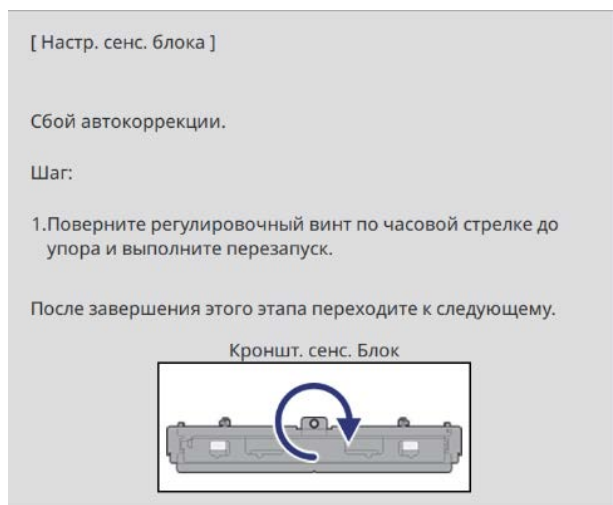 [ Настр. сенс. блока ]
Сбой автокоррекции.
Шаг:
1.Поверните регулировочный винт по часовой стрелке до
упора и выполните перезапуск.
После завершения этого этапа переходите к следующему.
Кроншт. сенс. Блок